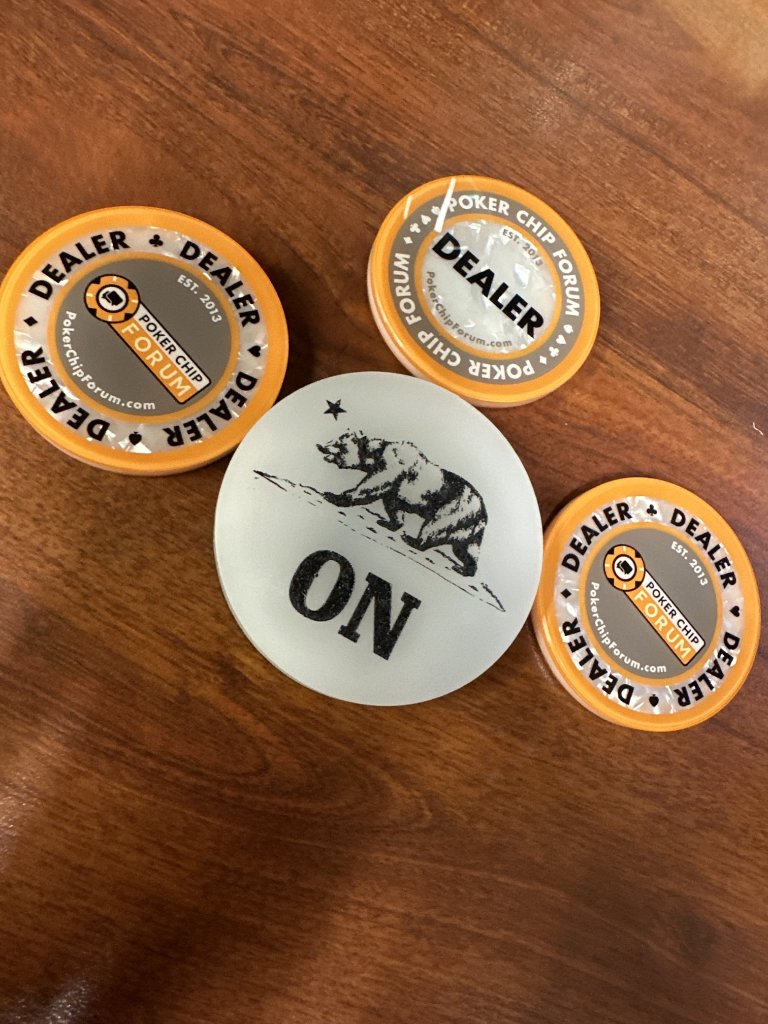 DEALER ♣ DEALER ♥ DEALER ♠ DEALER ♦
EST. 2013
POKER CHIP
FORUM
PokerChipForum.com
POKER CHIP FORUM
EST. 2013
DEALER
PokerChipForum.com
POKER CHIP FORUM
ON
DEALER ♣ DEALER ♥ DEALER ♠ DEALER
EST. 2013
POKER CHIP
FORUM
PokerChipForum.com